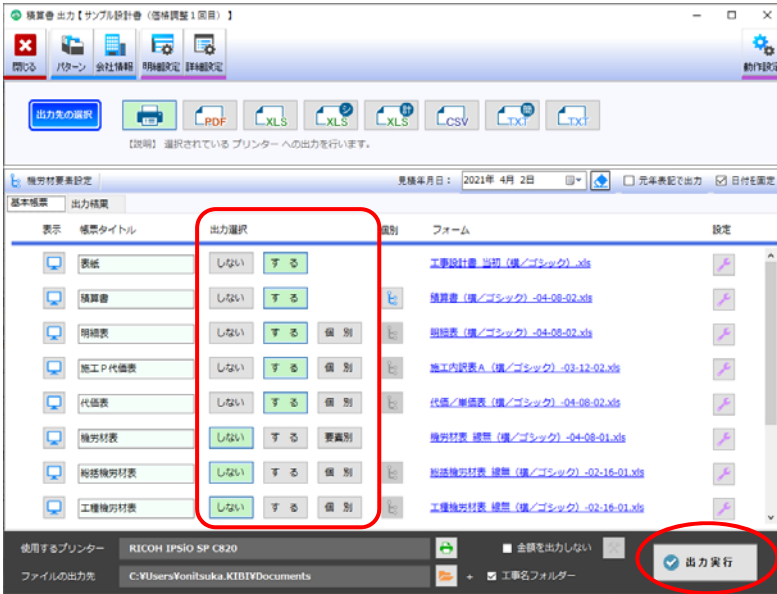 積算書 出力【 サンプル設計書（価格調整１回目） 】
閉じる パターン 会社情報 明細設定 詳細設定 動作設定
出力先の選択 PDF XLS XLS シ XLS 計 CSV TXT 簡 TXT
【説明】 選択されている プリンター への出力を行います。
機労材要素設定 見積年月日： 2021年 4月 2日 元年表記で出力 日付を固定
基本帳票 出力結果
表示 帳票タイトル 出力選択 個別 フォーム 設定
表紙 しない する 工事設計書 当初（横／ゴシック）.xls
積算書 しない する 積算書（横／ゴシック）-04-08-02.xls
明細表 しない する 個別 明細表（横／ゴシック）-04-08-02.xls
施工Ｐ代価表 しない する 個別 施工内訳表Ａ（横／ゴシック）-03-12-02.xls
代価表 しない する 個別 代価／単価表（横／ゴシック）-04-08-02.xls
機労材表 しない する 要素別 機労材表 線無（横／ゴシック）-04-08-01.xls
総括機労材表 しない する 個別 総括機労材表 線無（横／ゴシック）-02-16-01.xls
工種機労材表 しない する 個別 工種機労材表 線無（横／ゴシック）-02-16-01.xls
使用するプリンター RICOH IPSiO SP C820 金額を出力しない
出力実行
ファイルの出力先 C:¥Users¥onitsuka.KIBI¥Documents + 工事名フォルダー